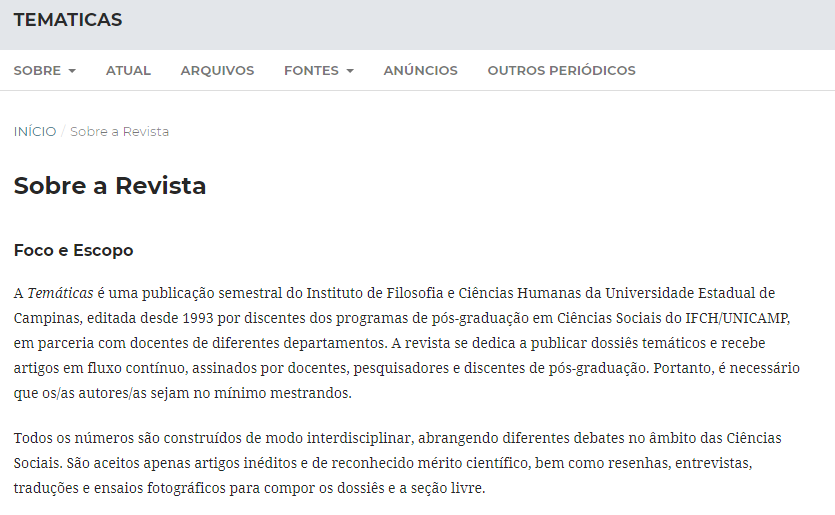 TEMATICAS
SOBRE ATUAL ARQUIVOS FONTES ANÚNCIOS OUTROS PERIÓDICOS
INÍCIO / Sobre a Revista
Sobre a Revista
Foco e Escopo
A Temáticas é uma publicação semestral do Instituto de Filosofia e Ciências Humanas da Universidade Estadual de
Campinas, editada desde 1993 por discentes dos programas de pós-graduação em Ciências Sociais do IFCH/UNICAMP,
em parceria com docentes de diferentes departamentos. A revista se dedica a publicar dossiês temáticos e recebe
artigos em fluxo contínuo, assinados por docentes, pesquisadores e discentes de pós-graduação. Portanto, é necessário
que os/as autores/as sejam no mínimo mestrandos.
Todos os números são construídos de modo interdisciplinar, abrangendo diferentes debates no âmbito das Ciências
Sociais. São aceitos apenas artigos inéditos e de reconhecido mérito científico, bem como resenhas, entrevistas,
traduções e ensaios fotográficos para compor os dossiês e a seção livre.